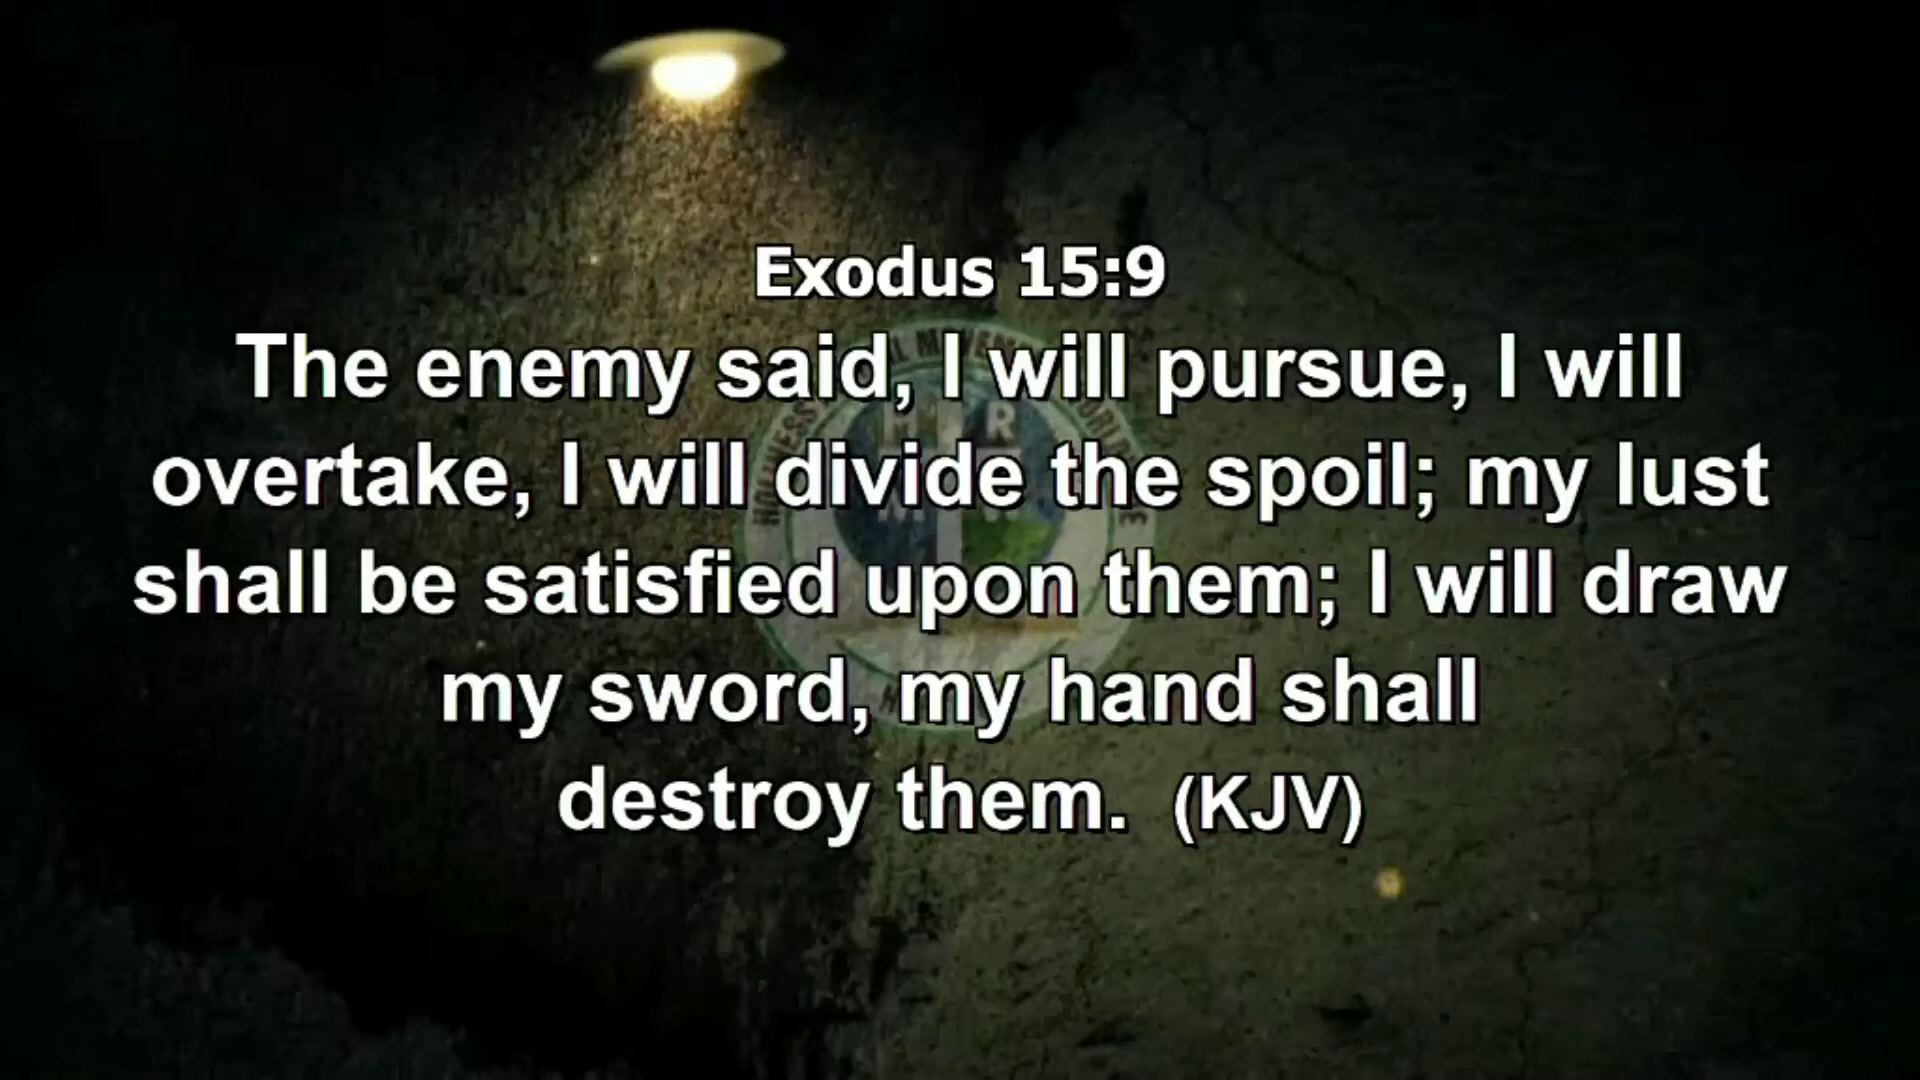 Exodus 15:9
The enemy said, I will pursue, I will
overtake, I will divide the spoil; my lust
shall be satisfied upon them; I will draw
my sword, my hand shall
destroy them. (KJV)